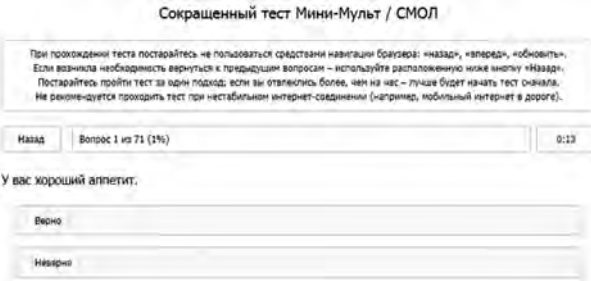 Сокращенный тест Мини-Мульт / СМОЛ
При прохождении теста постарайтесь не пользоваться средствами навигации браузера: «назад», «вперед», «обновить».
Если возникла необходимость вернуться к предыдущим вопросам – используйте расположенную ниже кнопку «Назад».
Постарайтесь пройти тест за один подход; если вы отвлеклись более, чем на час – лучше будет начать тест сначала.
Не рекомендуется проходить тест при нестабильном интернет-соединении (например, мобильный интернет в дороге).
Назад Вопрос 1 из 71 (1%) 0:13
У вас хороший аппетит.
Верно
Неверно